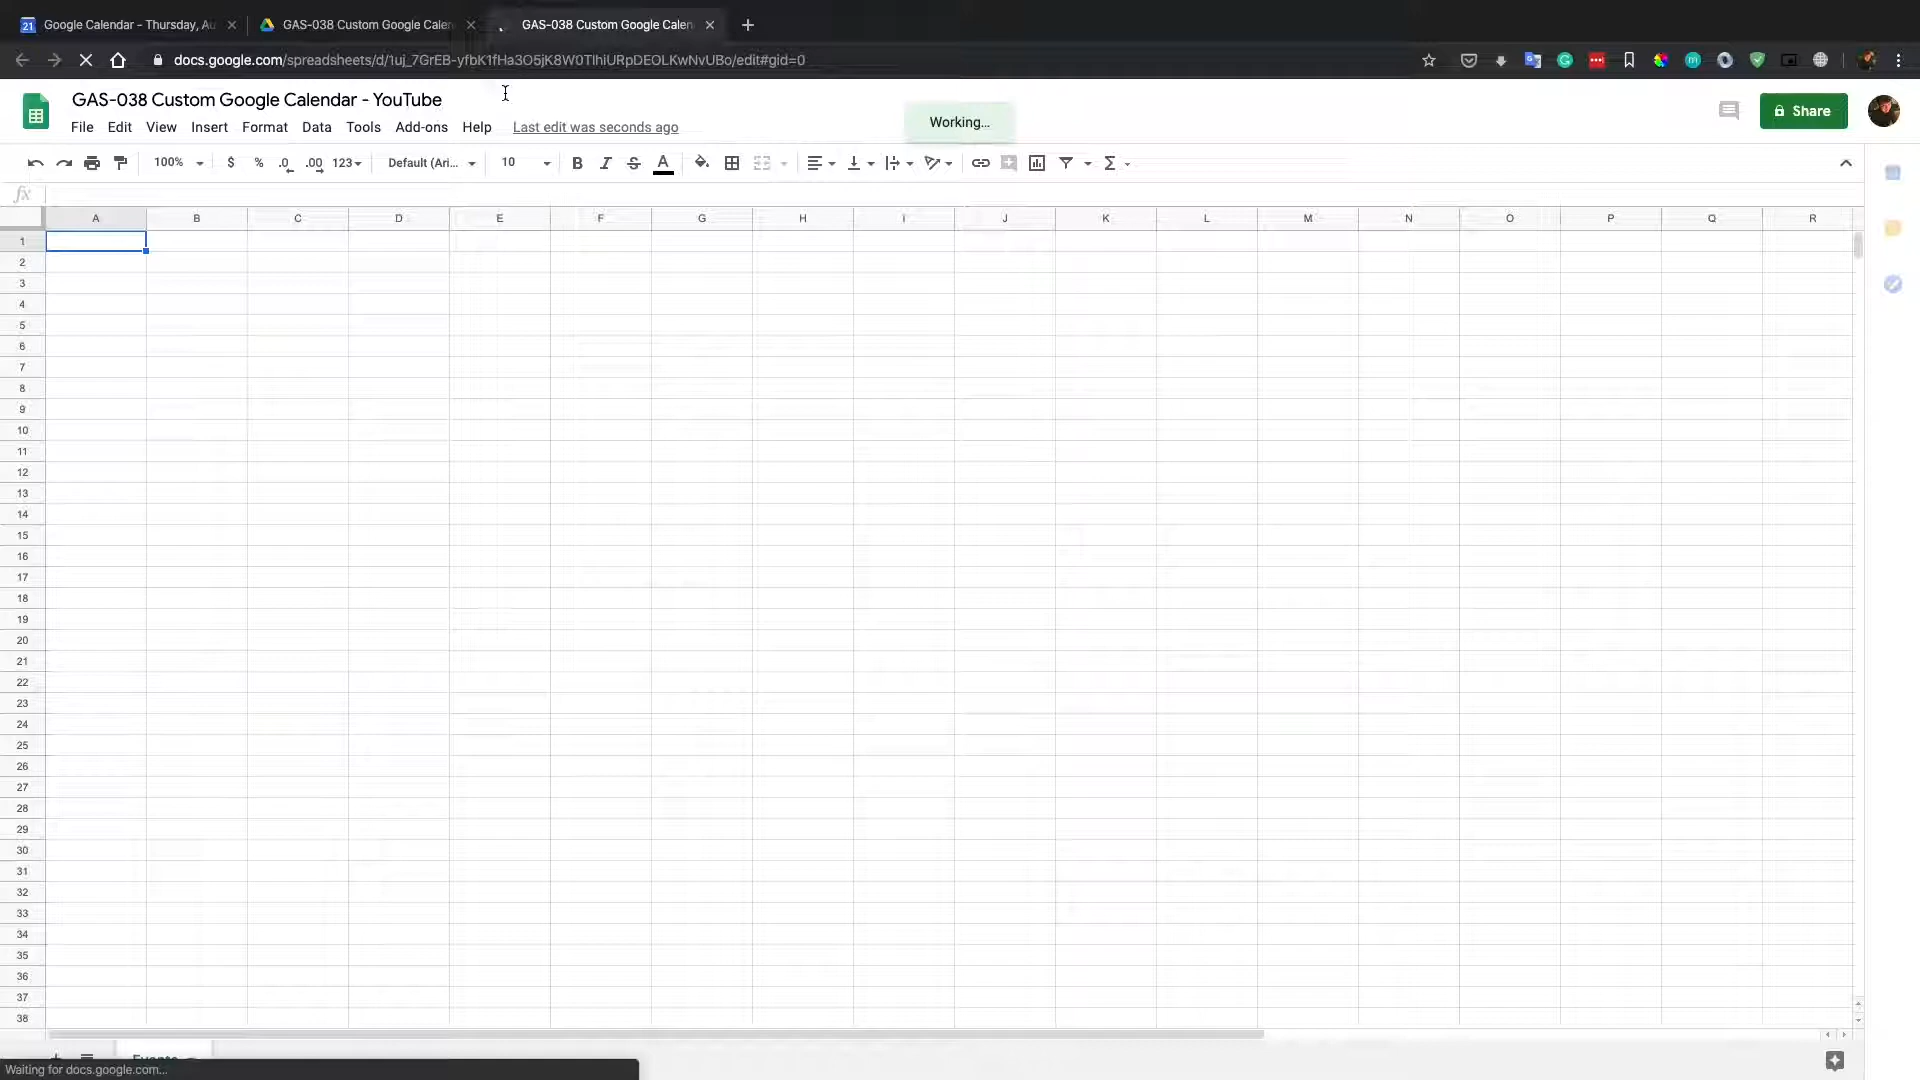 21 Google Calendar - Thursday, Au
GAS-038 Custom Google Calen
GAS-038 Custom Google Calen
docs.google.com/spreadsheets/d/1uj_7GrEB-yfbK1fHa3O5jK8W0TlhiURpDEOLKwNvUBo/edit#gid=0
GAS-038 Custom Google Calendar - YouTube
Working...
Share
File Edit View Insert Format Data Tools Add-ons Help Last edit was seconds ago
100% $ % .0 .00 123 Default (Ari... 10 B I S A Σ
fx
A B C D E F G H I J K L M N O P Q R
1
2
3
4
5
6
7
8
9
10
11
12
13
14
15
16
17
18
19
20
21
22
23
24
25
26
27
28
29
30
31
32
33
34
35
36
37
38
Events
Waiting for docs.google.com...